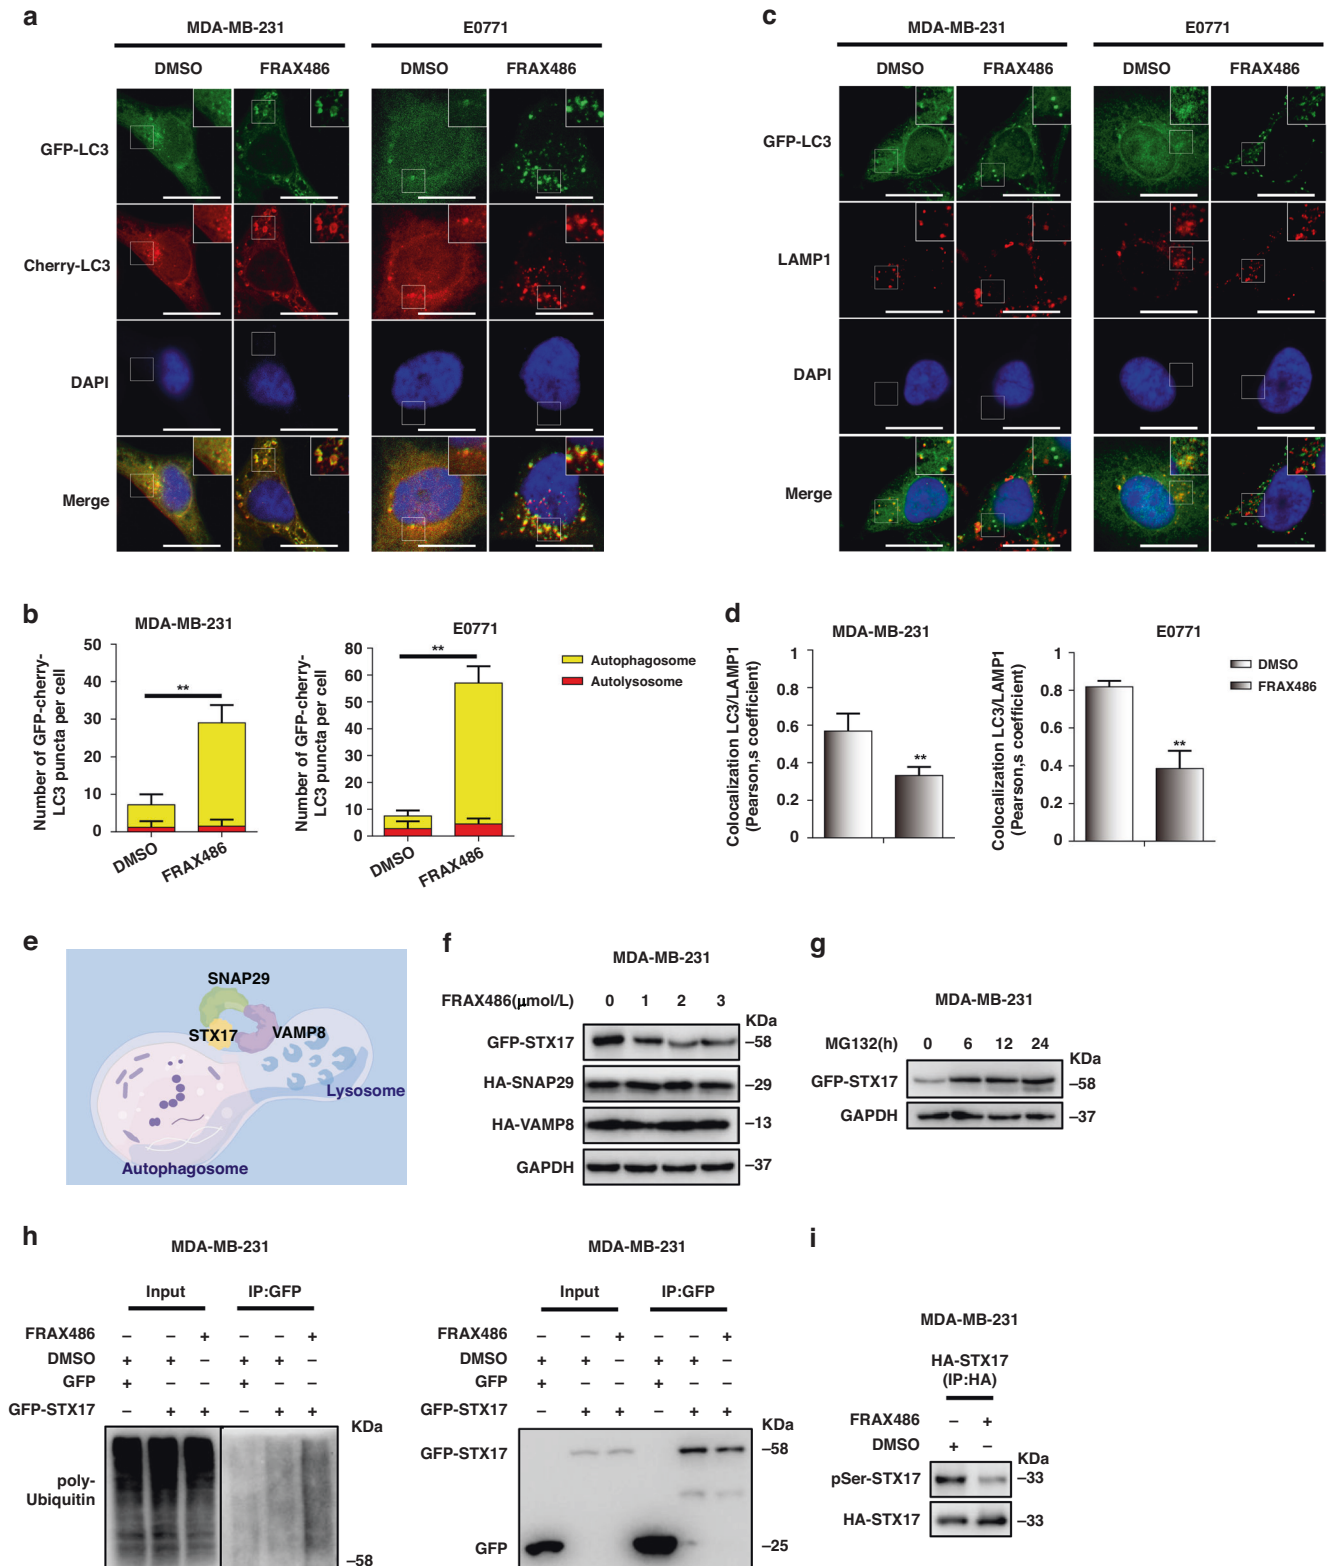 a
MDA-MB-231 E0771
DMSO FRAX486 DMSO FRAX486
GFP-LC3
Cherry-LC3
DAPI
Merge
c
MDA-MB-231 E0771
DMSO FRAX486 DMSO FRAX486
GFP-LC3
LAMP1
DAPI
Merge
b
MDA-MB-231
Number of GFP-cherry-
LC3 puncta per cell
50
40
30
20
10
0
**
DMSO FRAX486
E0771
Number of GFP-cherry-
LC3 puncta per cell
80
60
50
40
30
20
10
0
**
DMSO FRAX486
Autophagosome
Autolysosome
d
MDA-MB-231
Colocalization LC3/LAMP1
(Pearson,s coefficient)
1
0.8
0.6
0.4
0.2
0
**
E0771
Colocalization LC3/LAMP1
(Pearson,s coefficient)
1
0.8
0.6
0.4
0.2
0
**
DMSO
FRAX486
e
SNAP29
STX17
VAMP8
Lysosome
Autophagosome
f
MDA-MB-231
FRAX486(μmol/L) 0 1 2 3
KDa
GFP-STX17 –58
HA-SNAP29 –29
HA-VAMP8 –13
GAPDH –37
g
MDA-MB-231
MG132(h) 0 6 12 24
KDa
GFP-STX17 –58
GAPDH –37
h
MDA-MB-231
Input IP:GFP
FRAX486 – – + – – +
DMSO + + – + + –
GFP + – – + – –
GFP-STX17 – + + – + +
KDa
poly-
Ubiquitin
–58
MDA-MB-231
Input IP:GFP
FRAX486 – – + – – +
DMSO + + – + + –
GFP + – – + – –
GFP-STX17 – + + – + +
KDa
GFP-STX17 –58
GFP –25
i
MDA-MB-231
HA-STX17
(IP:HA)
FRAX486 – +
DMSO + –
KDa
pSer-STX17 –33
HA-STX17 –33